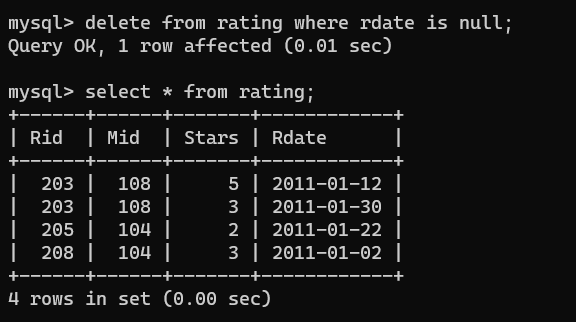 mysql> delete from rating where rdate is null;
Query OK, 1 row affected (0.01 sec)

mysql> select * from rating;
+------+------+-------+------------+
| Rid  | Mid  | Stars | Rdate      |
+------+------+-------+------------+
|  203 |  108 |     5 | 2011-01-12 |
|  203 |  108 |     3 | 2011-01-30 |
|  205 |  104 |     2 | 2011-01-22 |
|  208 |  104 |     3 | 2011-01-02 |
+------+------+-------+------------+
4 rows in set (0.00 sec)